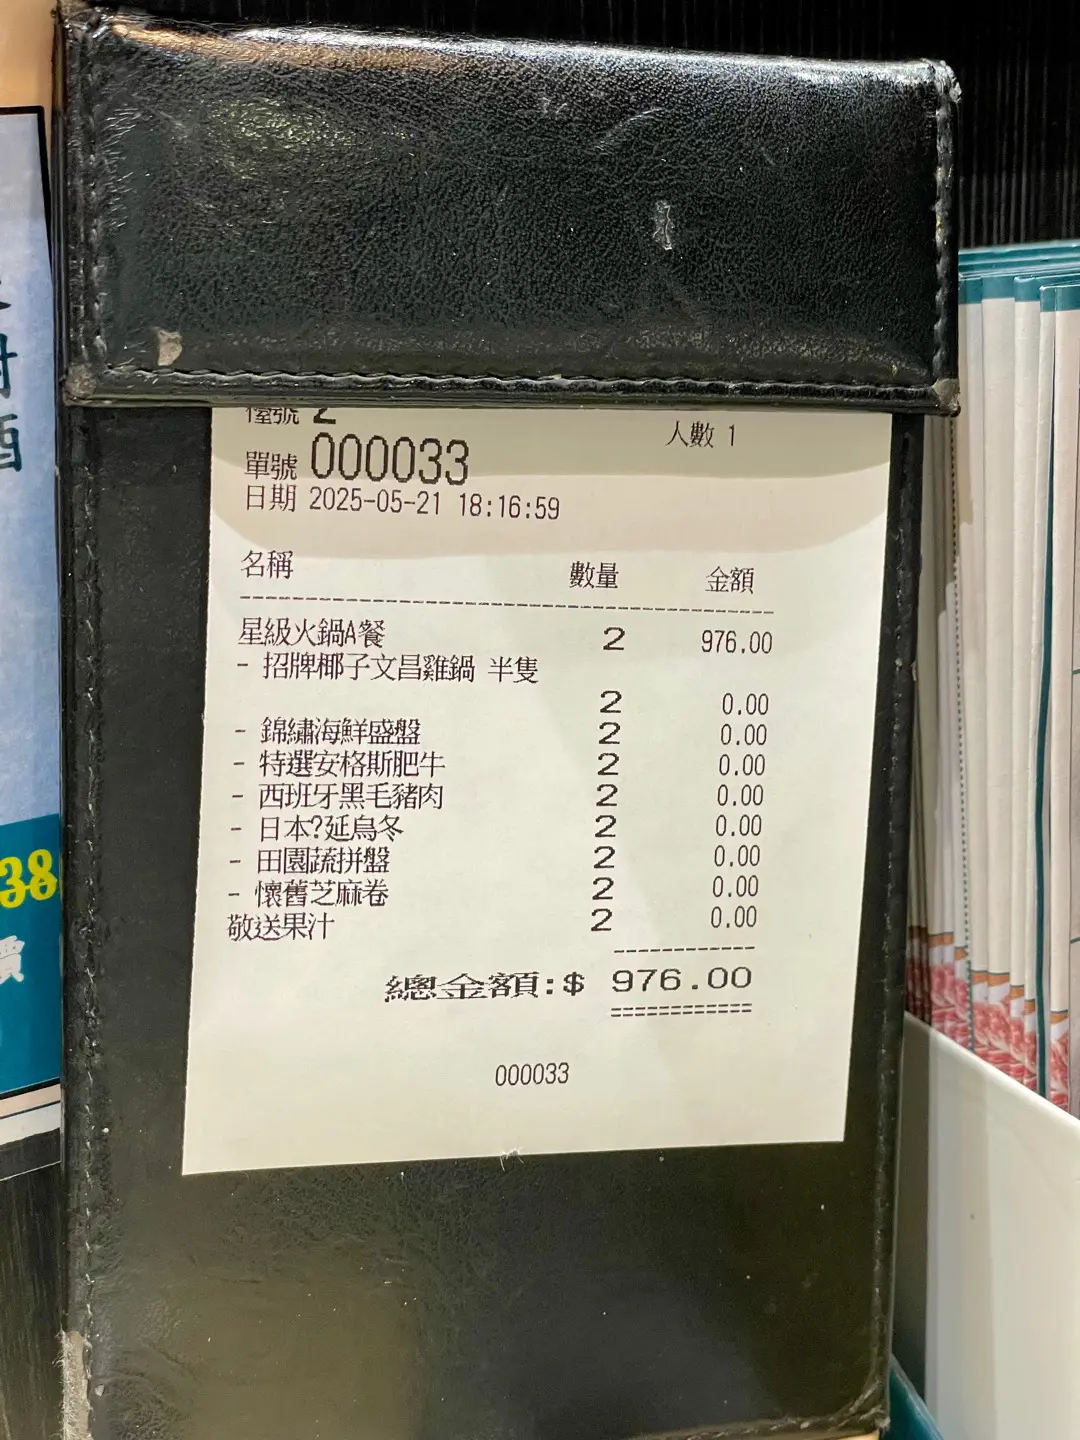 檯號 2
人數 1
單號 000033
日期 2025-05-21 18:16:59
名稱 數量 金額
星級火鍋A餐 2 976.00
- 招牌椰子文昌雞鍋 半隻
2 0.00
- 錦繡海鮮盛盤 2 0.00
- 特選安格斯肥牛 2 0.00
- 西班牙黑毛豬肉 2 0.00
- 日本?延烏冬 2 0.00
- 田園蔬拼盤 2 0.00
- 懷舊芝麻卷 2 0.00
敬送果汁 2 0.00
總金額:$ 976.00
000033
酒
38